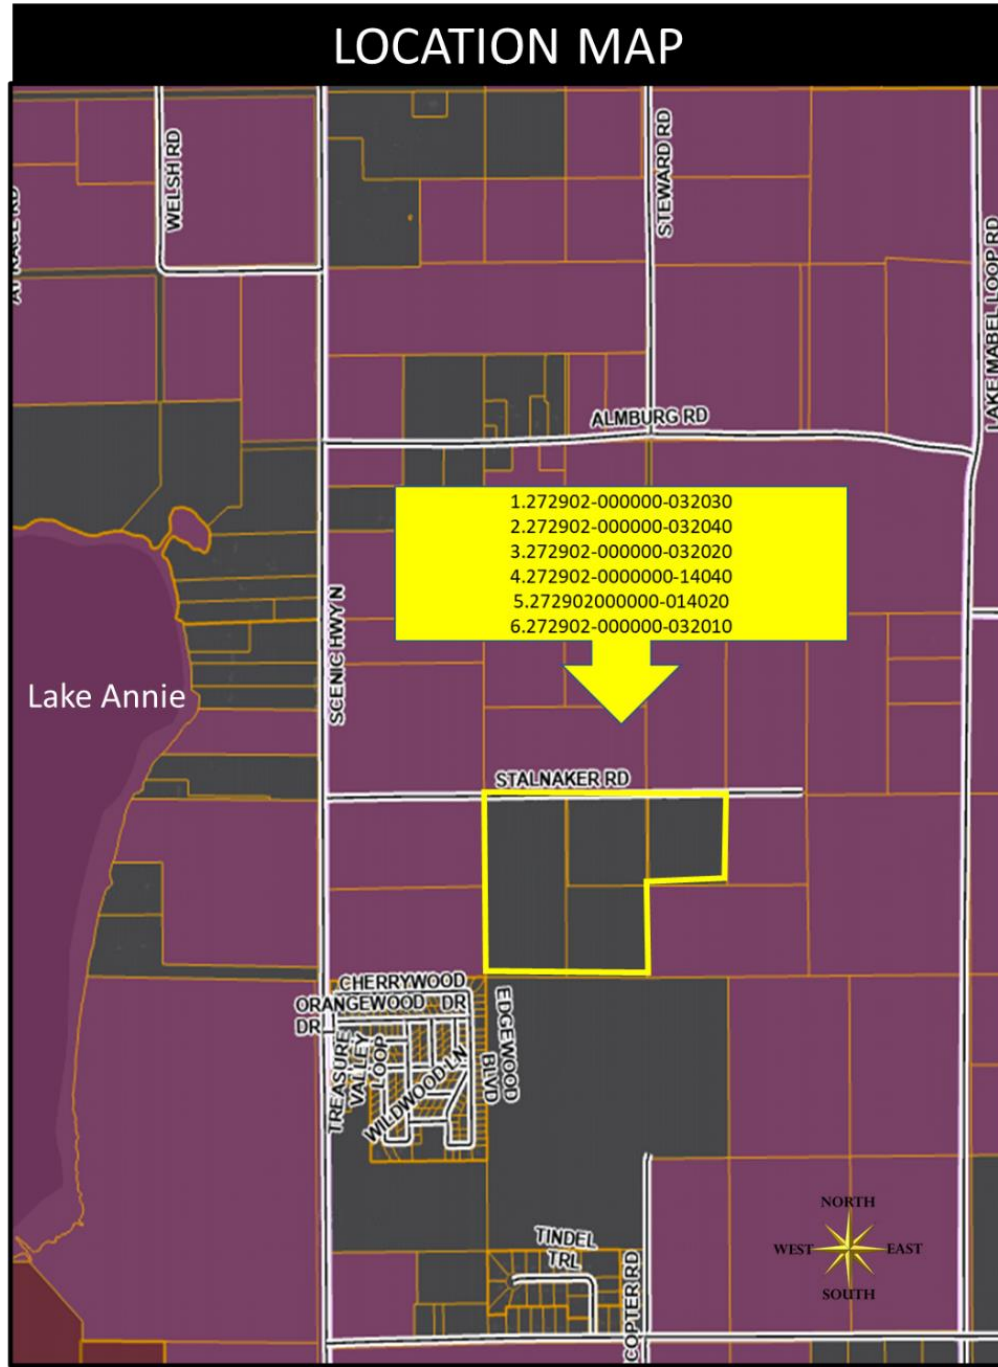 LOCATION MAP
WELSH RD
STEWARD RD
LAKE MABEL LOOP RD
ALMBURG RD
1.272902-000000-032030
2.272902-000000-032040
3.272902-000000-032020
4.272902-0000000-14040
5.272902000000-014020
6.272902-000000-032010
SCENIC HWY N
Lake Annie
STALNAKER RD
CHERRYWOOD
ORANGEWOOD DR
DR
EDGEWOOD
BLVD
TREASURE
VALLEY
LOOP
WILDWOOD LN
NORTH
WEST
EAST
SOUTH
TINDEL
TRL
COPTER RD